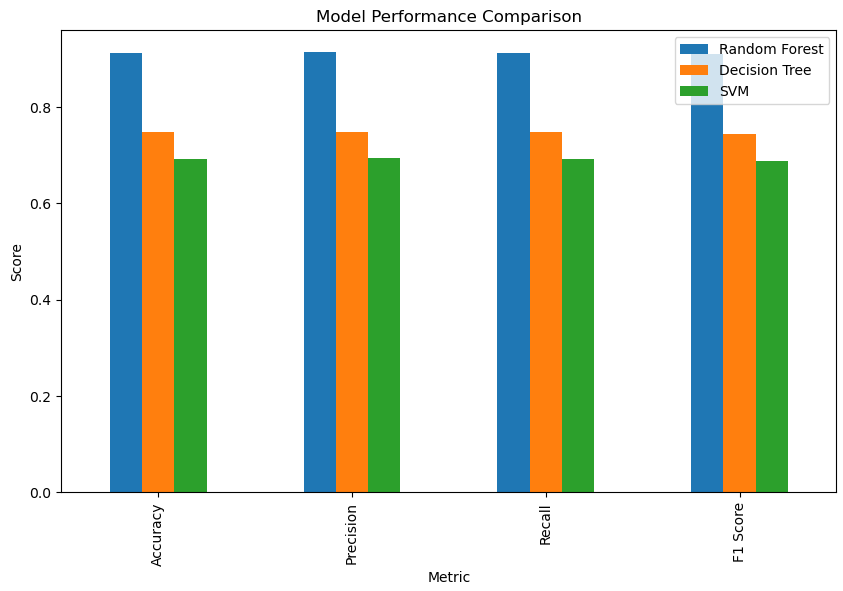 Model Performance Comparison
Random Forest
Decision Tree
SVM
Score
0.8
0.6
0.4
0.2
0.0
Accuracy
Precision
Recall
F1 Score
Metric